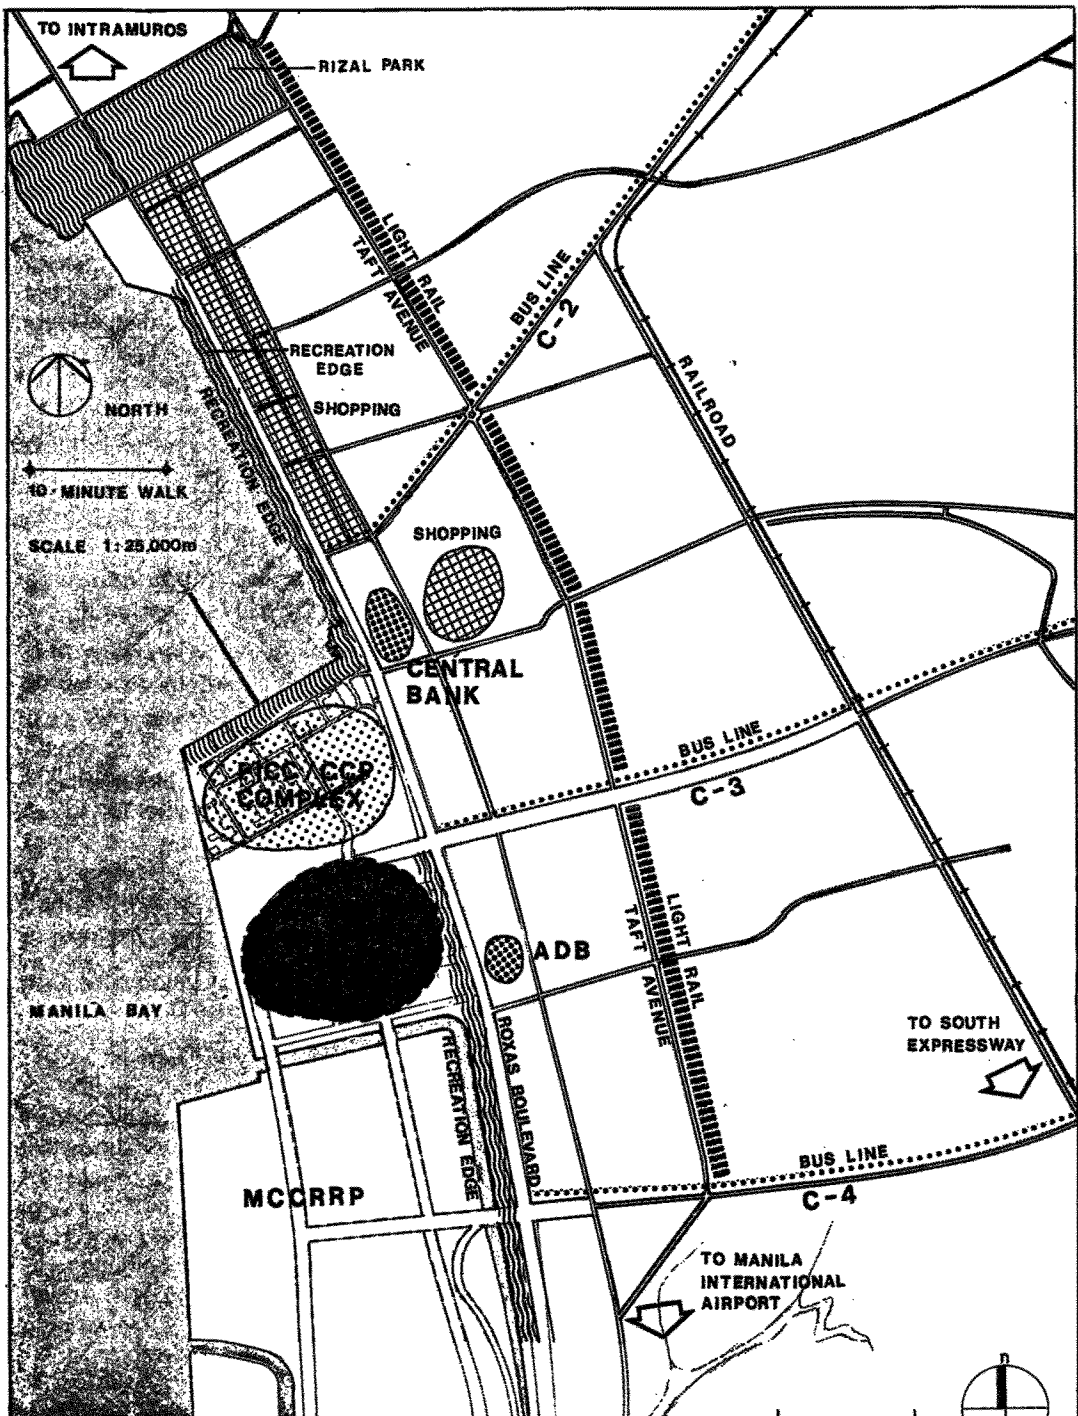 TO INTRAMUROS
RIZAL PARK
LIGHT RAIL
TAFT AVENUE
BUS LINE
C-2
RECREATION
EDGE
RAILROAD
NORTH
SHOPPING
RECREATION EDGE
10-MINUTE WALK
SCALE 1:25,000m
SHOPPING
CENTRAL
BANK
BUS LINE
C-3
PICC/CCP
COMPLEX
LIGHT RAIL
TAFT AVENUE
ADB
MANILA BAY
ROXAS BOULEVARD
RECREATION EDGE
TO SOUTH
EXPRESSWAY
BUS LINE
C-4
MCCRRP
TO MANILA
INTERNATIONAL
AIRPORT
n